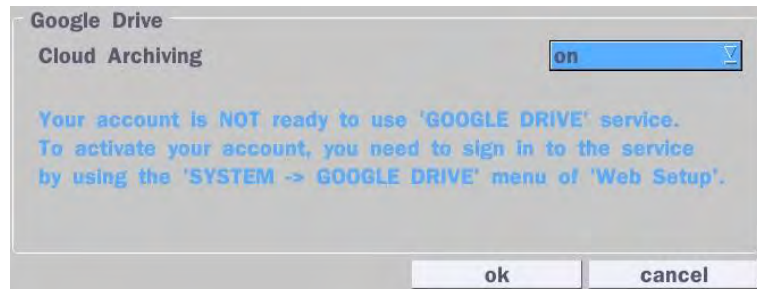 Google Drive
Cloud Archiving on
Your account is NOT ready to use 'GOOGLE DRIVE' service.
To activate your account, you need to sign in to the service
by using the 'SYSTEM -> GOOGLE DRIVE' menu of 'Web Setup'.
ok cancel